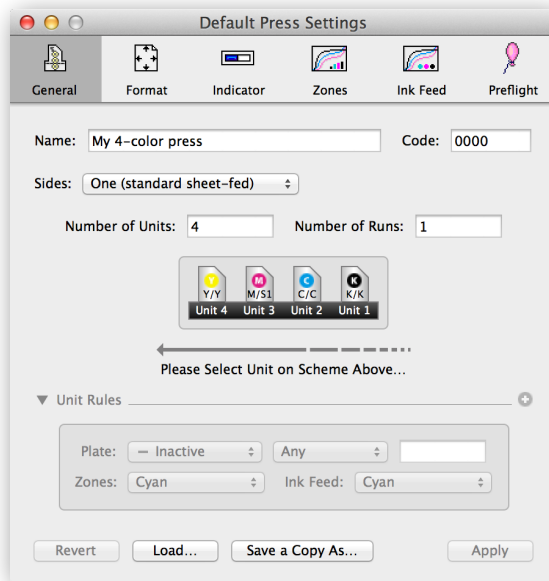 Default Press Settings
General Format Indicator Zones Ink Feed Preflight
Name: My 4-color press Code: 0000
Sides: One (standard sheet-fed)
Number of Units: 4 Number of Runs: 1
Y M C K
Y/Y M/S1 C/C K/K
Unit 4 Unit 3 Unit 2 Unit 1
Please Select Unit on Scheme Above...
Unit Rules
Plate: — Inactive Any
Zones: Cyan Ink Feed: Cyan
Revert Load... Save a Copy As... Apply